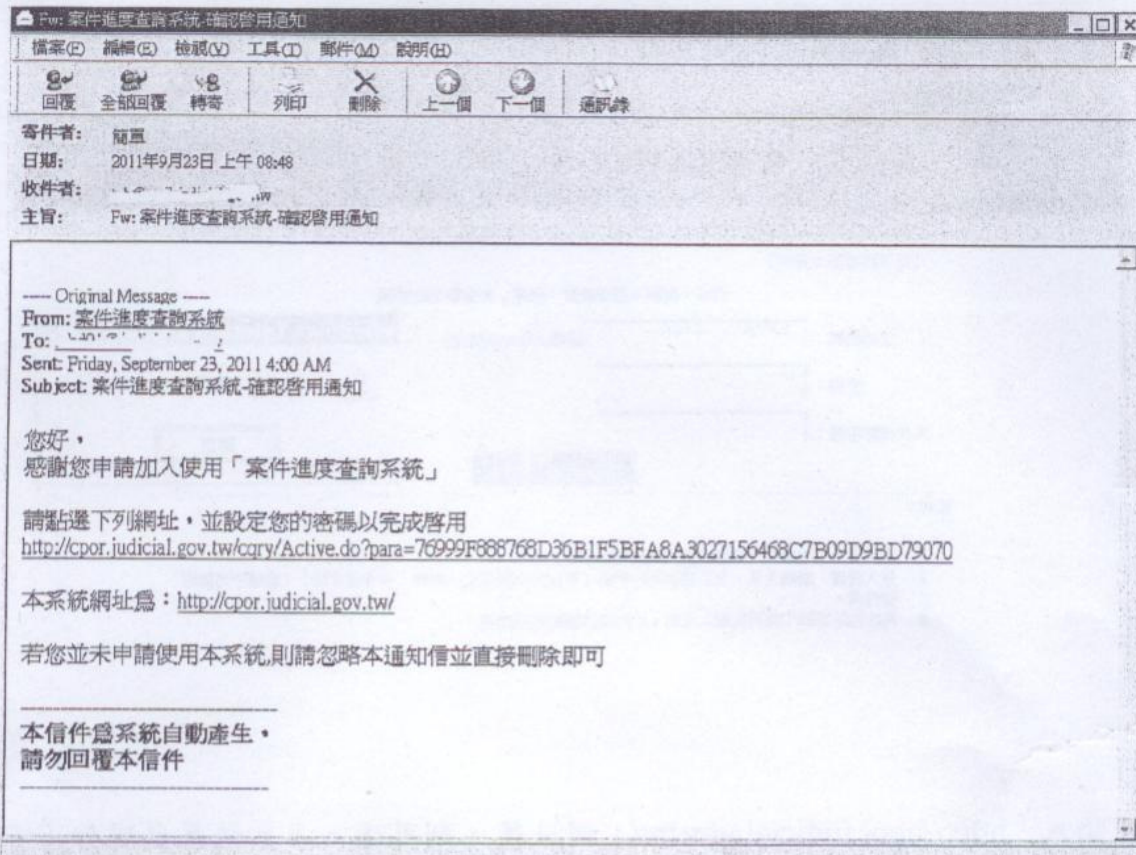 Fw: 案件進度查詢系統-確認啓用通知
檔案(F) 編輯(E) 檢視(V) 工具(T) 郵件(M) 說明(H)
回覆 全部回覆 轉寄 列印 刪除 上一個 下一個 通訊錄
寄件者: 簡單
日期: 2011年9月23日 上午 08:48
收件者:
主旨: Fw: 案件進度查詢系統-確認啓用通知
----- Original Message -----
From: 案件進度查詢系統
To:
Sent: Friday, September 23, 2011 4:00 AM
Subject: 案件進度查詢系統-確認啓用通知
您好，
感謝您申請加入使用「案件進度查詢系統」
請點選下列網址，並設定您的密碼以完成啓用
http://cpor.judicial.gov.tw/cqry/Active.do?para=76999F888768D36B1F5BFA8A3027156468C7B09D9BD79070
本系統網址爲：http://cpor.judicial.gov.tw/
若您並未申請使用本系統,則請忽略本通知信並直接刪除即可
本信件爲系統自動產生，
請勿回覆本信件